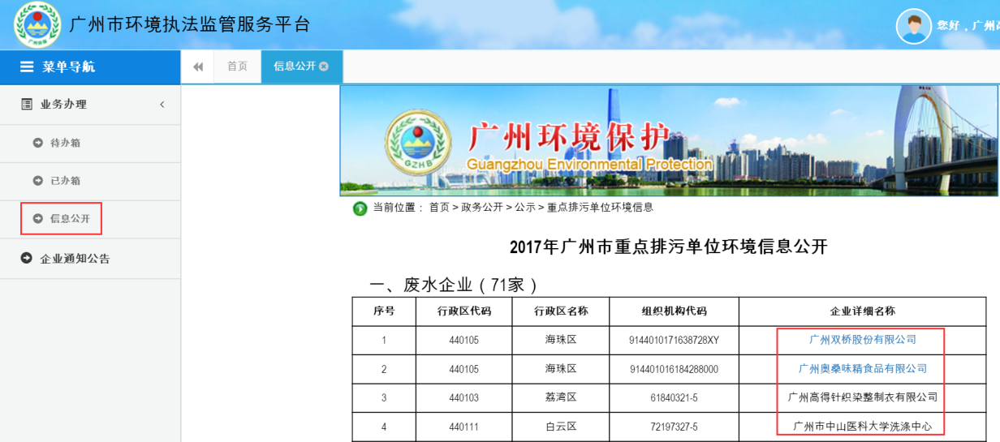 广州市环境执法监管服务平台
您好，广州
菜单导航
首页
信息公开
业务办理
待办箱
已办箱
信息公开
企业通知公告
广州环境保护
Guangzhou Environmental Protection
GZHB
当前位置： 首页 > 政务公开 > 公示 > 重点排污单位环境信息
2017年广州市重点排污单位环境信息公开
一、废水企业（71家）
序号 行政区代码 行政区名称 组织机构代码 企业详细名称
1 440105 海珠区 9144010171638728XY 广州双桥股份有限公司
2 440105 海珠区 914401016184288000 广州奥桑味精食品有限公司
3 440103 荔湾区 61840321-5 广州高得针织染整制衣有限公司
4 440111 白云区 72197327-5 广州市中山医科大学洗涤中心